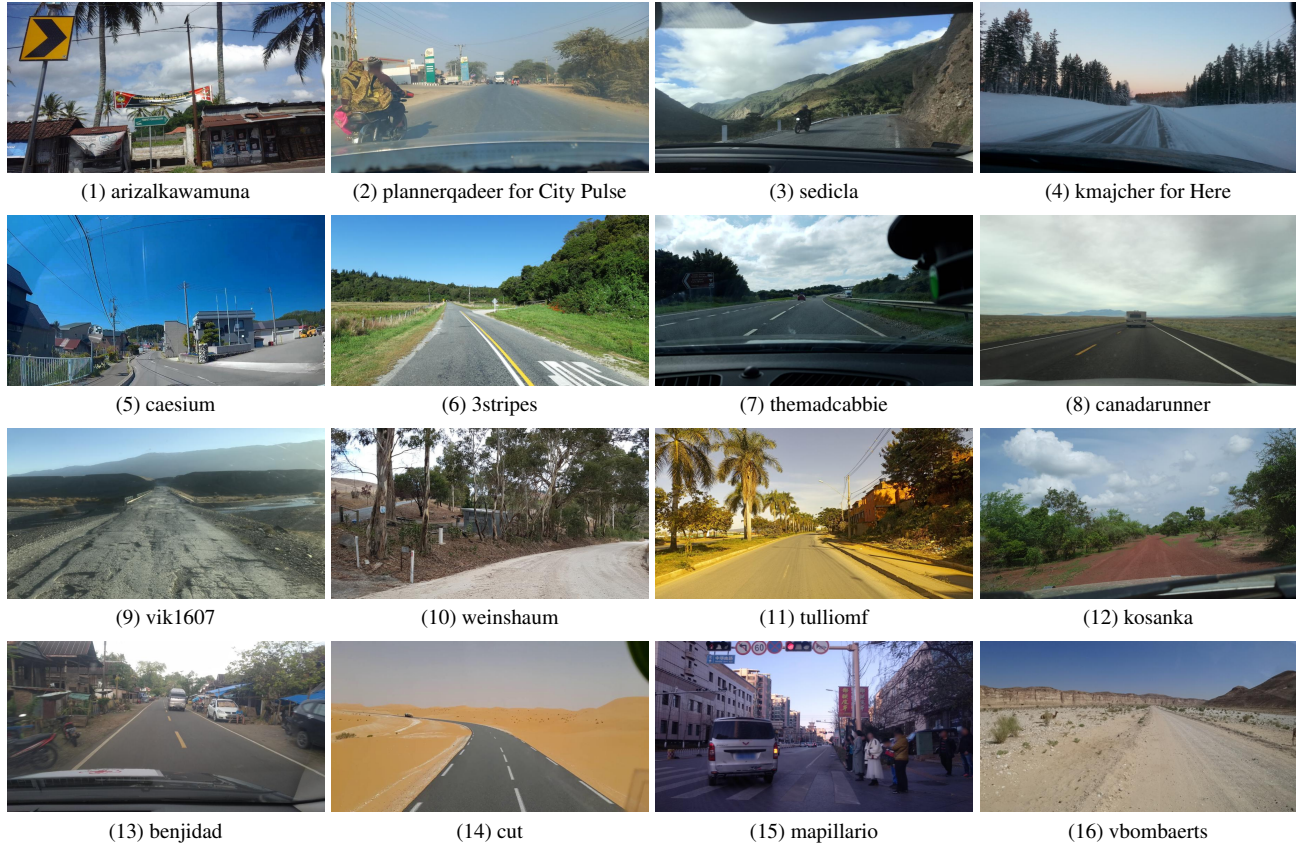 (1) arizalkawamuna
(2) plannerqadeer for City Pulse
(3) sedicla
(4) kmajcher for Here
(5) caesium
(6) 3stripes
(7) themadcabbie
(8) canadarunner
(9) vik1607
(10) weinshaum
(11) tulliomf
(12) kosanka
(13) benjidad
(14) cut
60
(15) mapillario
(16) vbombaerts